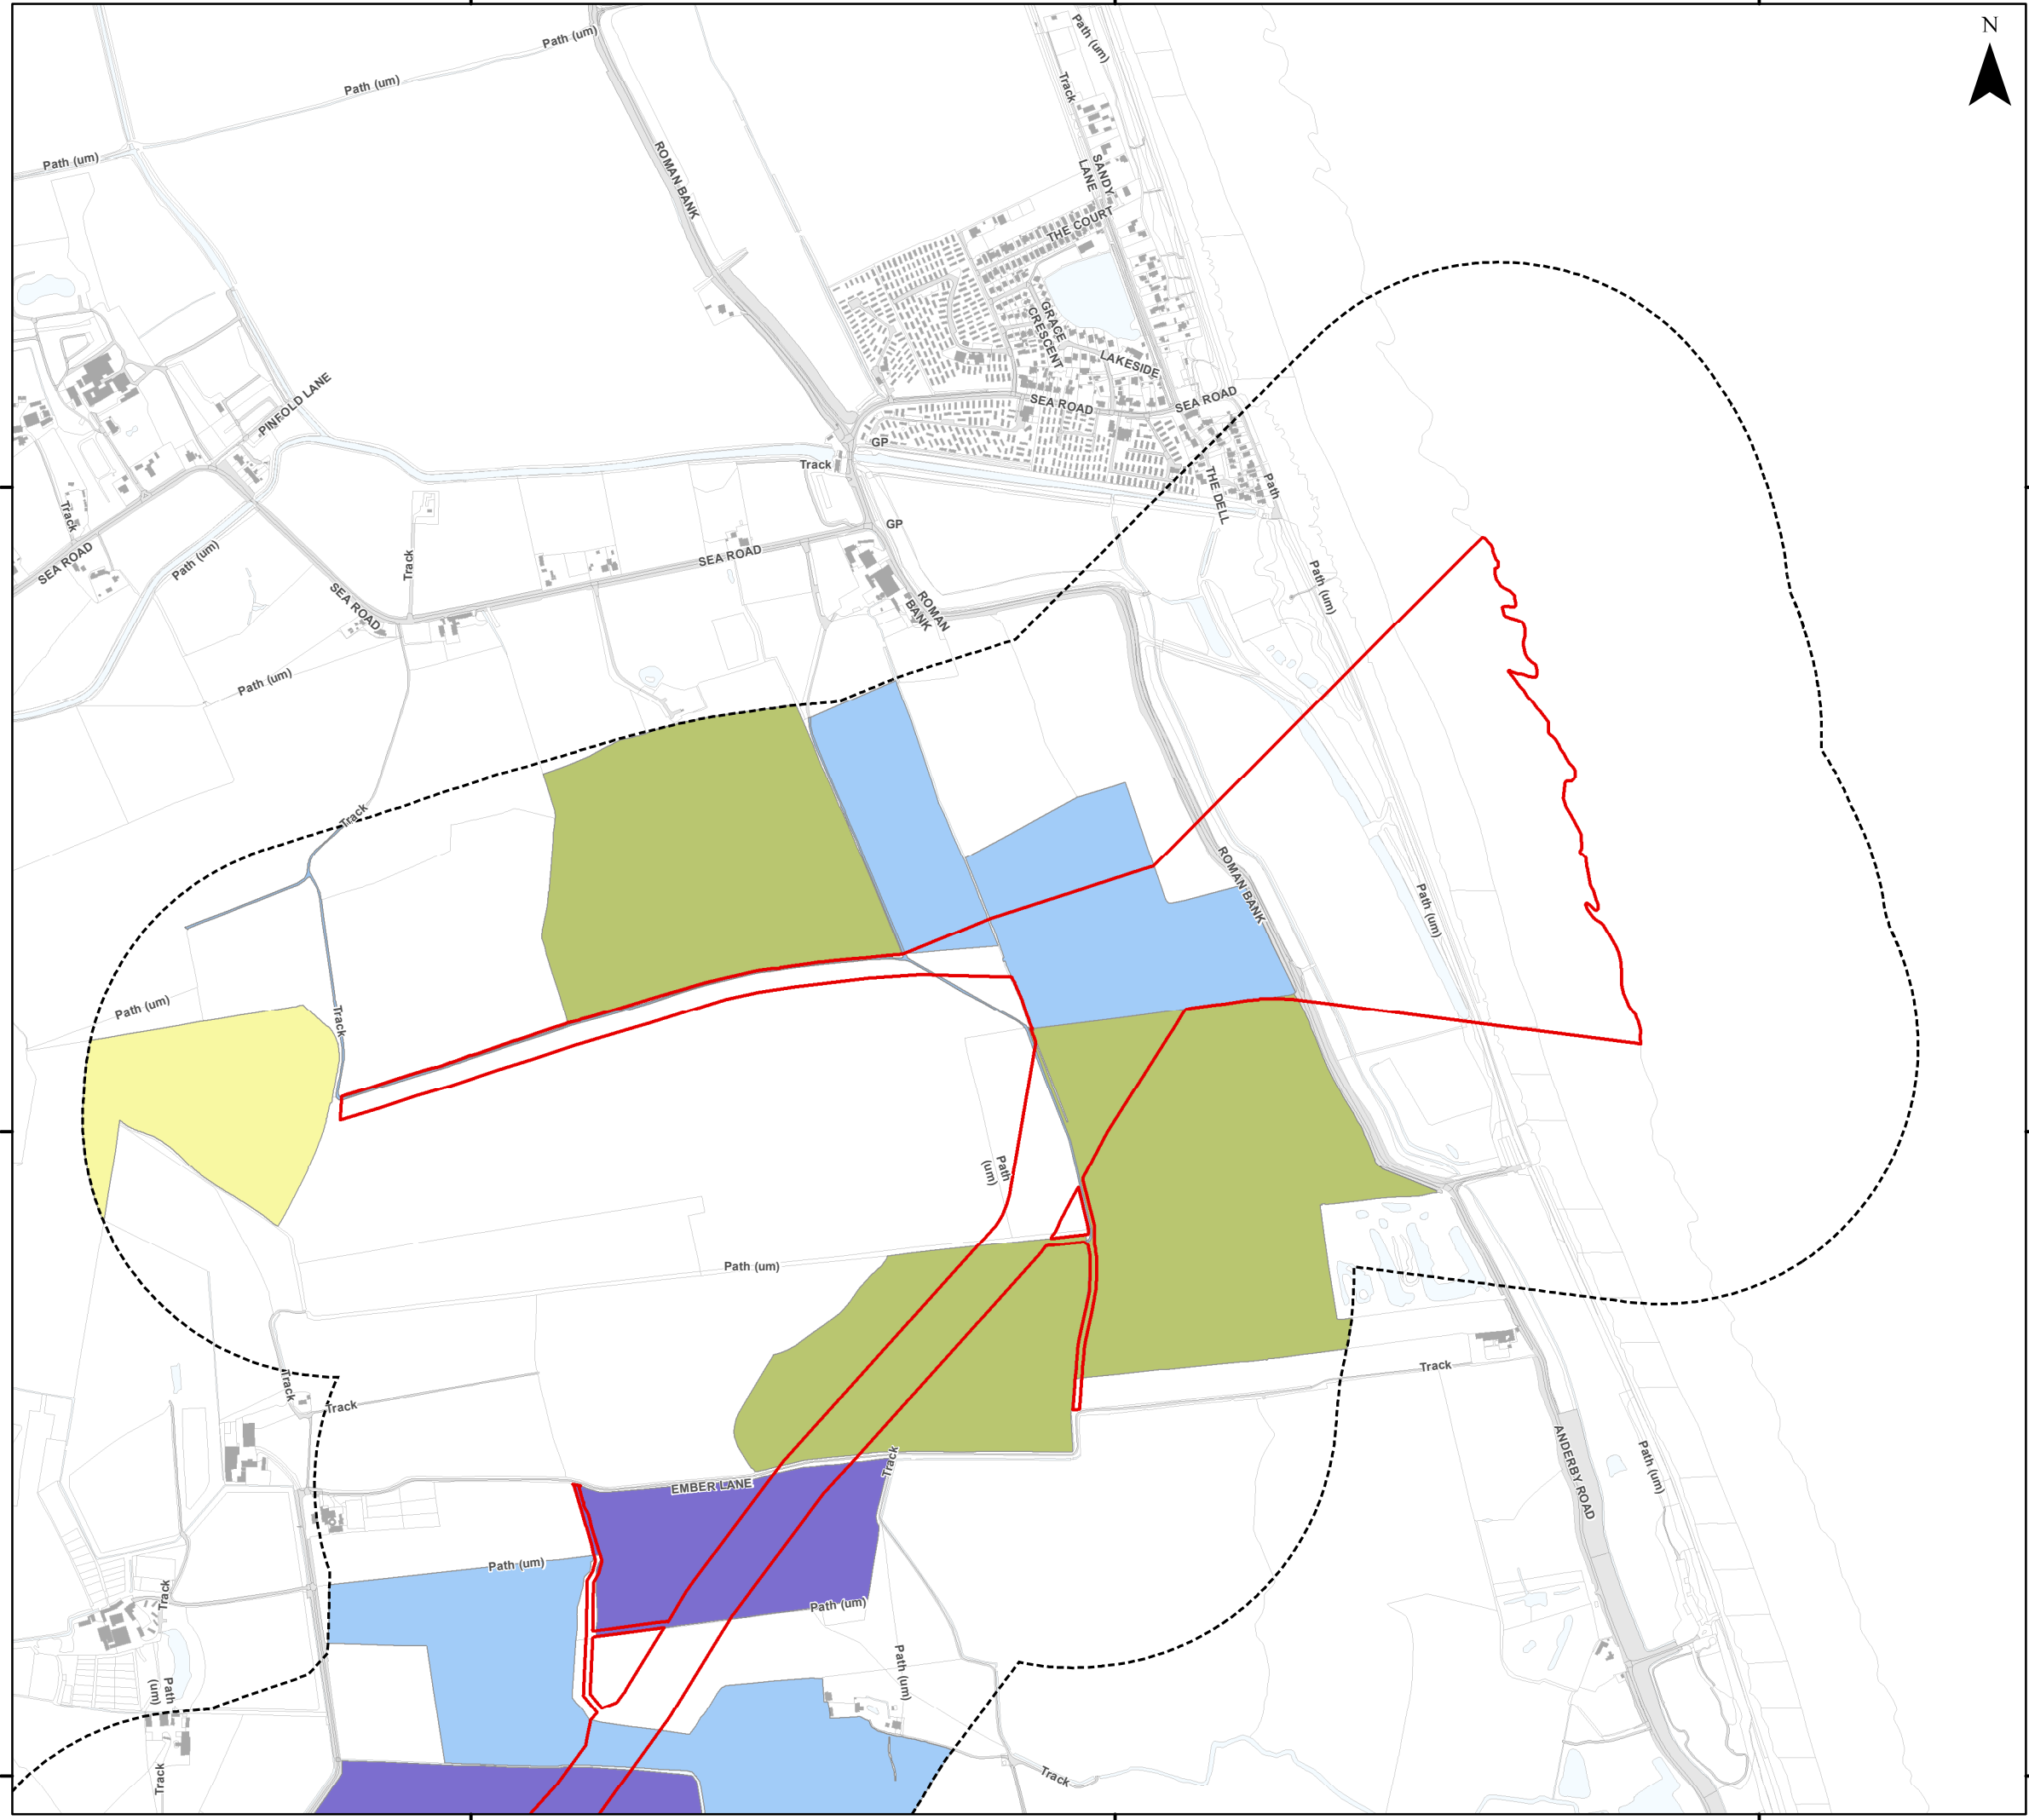 N
Path (um)
Path (um)
Path (um)
Path (um)
Track
ROMAN BANK
SANDY
LANE
THE COURT
GRACE
CRESCENT
LAKESIDE
PINFOLD LANE
SEA ROAD
SEA ROAD
GP
Track
Track
Path
THE DELL
GP
SEA ROAD
SEA ROAD
Path (um)
Track
SEA ROAD
Path (um)
ROMAN
BANK
Path (um)
Track
ROMAN BANK
Path (um)
Path (um)
Track
Path
(um)
Path (um)
Track
Track
Track
ANDERBY ROAD
Path (um)
Track
EMBER LANE
Path (um)
Track
Path (um)
Path (um)
Path
(um)
Track
Track